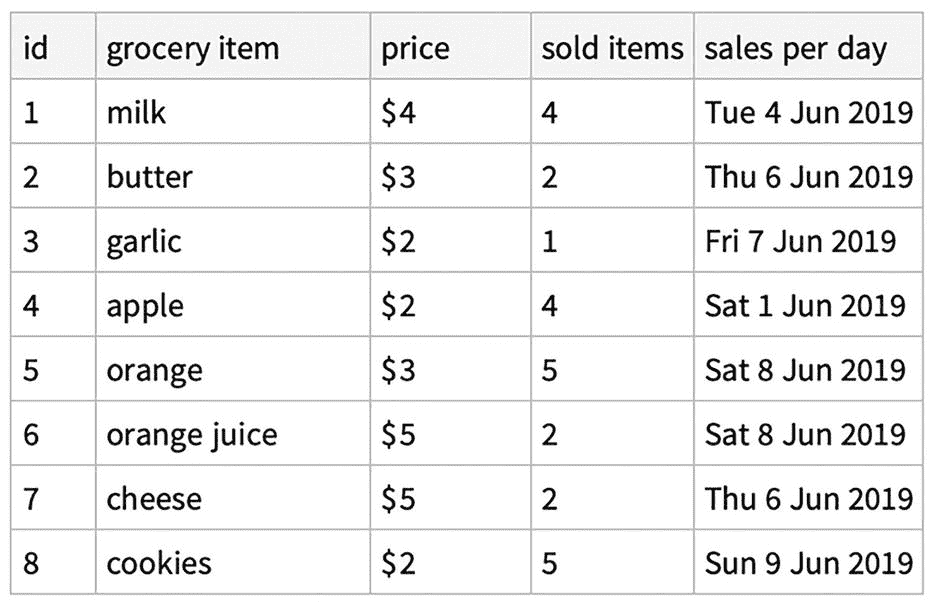 id grocery item price sold items sales per day
1 milk $4 4 Tue 4 Jun 2019
2 butter $3 2 Thu 6 Jun 2019
3 garlic $2 1 Fri 7 Jun 2019
4 apple $2 4 Sat 1 Jun 2019
5 orange $3 5 Sat 8 Jun 2019
6 orange juice $5 2 Sat 8 Jun 2019
7 cheese $5 2 Thu 6 Jun 2019
8 cookies $2 5 Sun 9 Jun 2019